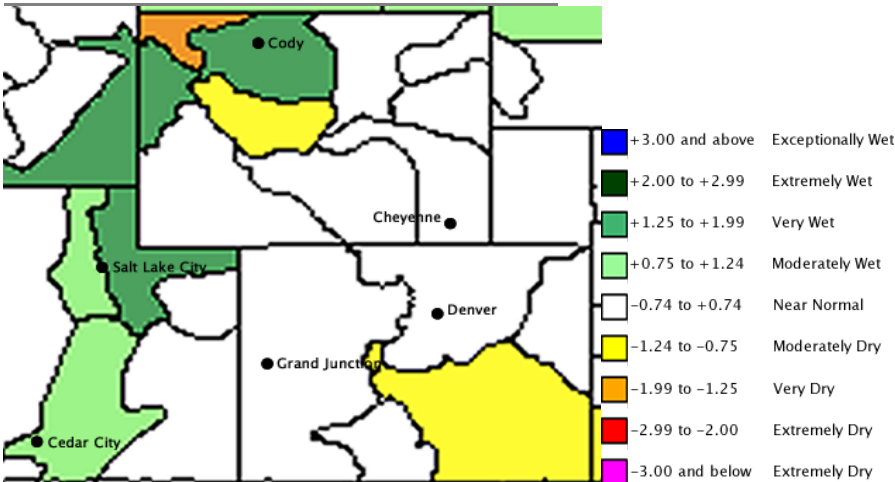 Cody
Cheyenne
Salt Lake City
Denver
Grand Junction
Cedar City
+3.00 and above Exceptionally Wet
+2.00 to +2.99 Extremely Wet
+1.25 to +1.99 Very Wet
+0.75 to +1.24 Moderately Wet
-0.74 to +0.74 Near Normal
-1.24 to -0.75 Moderately Dry
-1.99 to -1.25 Very Dry
-2.99 to -2.00 Extremely Dry
-3.00 and below Extremely Dry